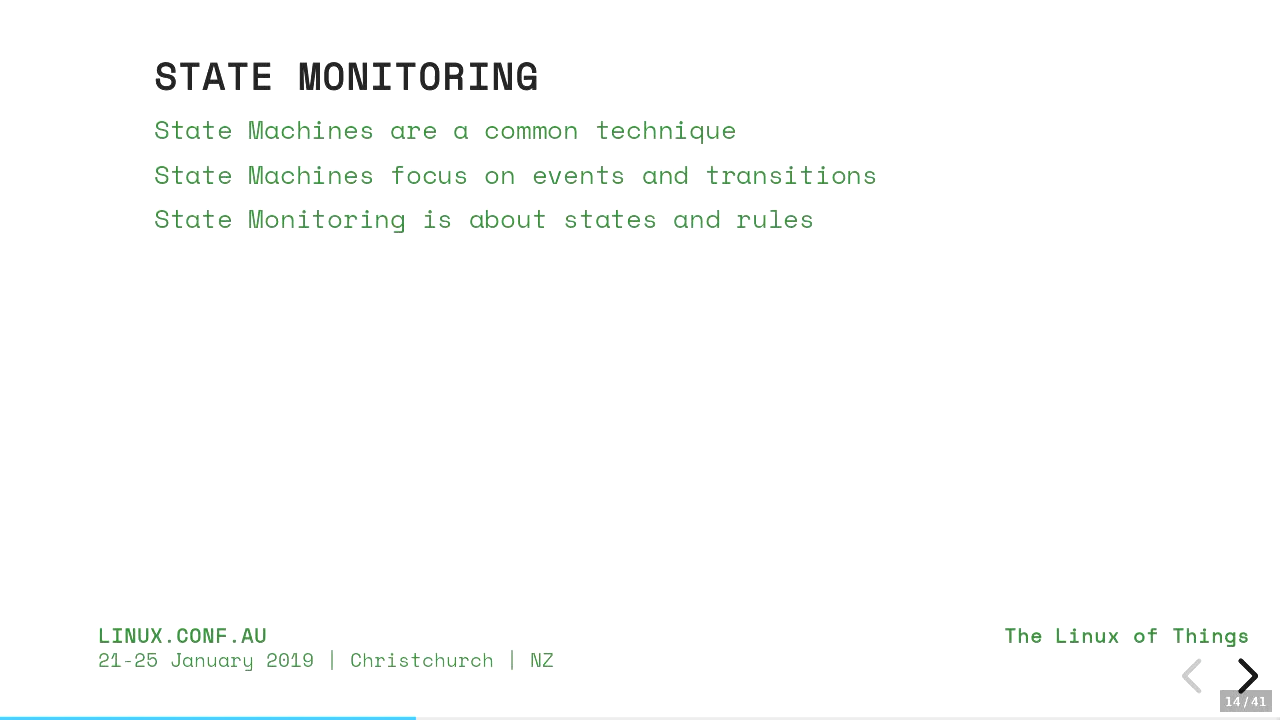 STATE MONITORING
State Machines are a common technique
State Machines focus on events and transitions
State Monitoring is about states and rules
LINUX.CONF.AU
21-25 January 2019 | Christchurch | NZ
The Linux of Things
14/41